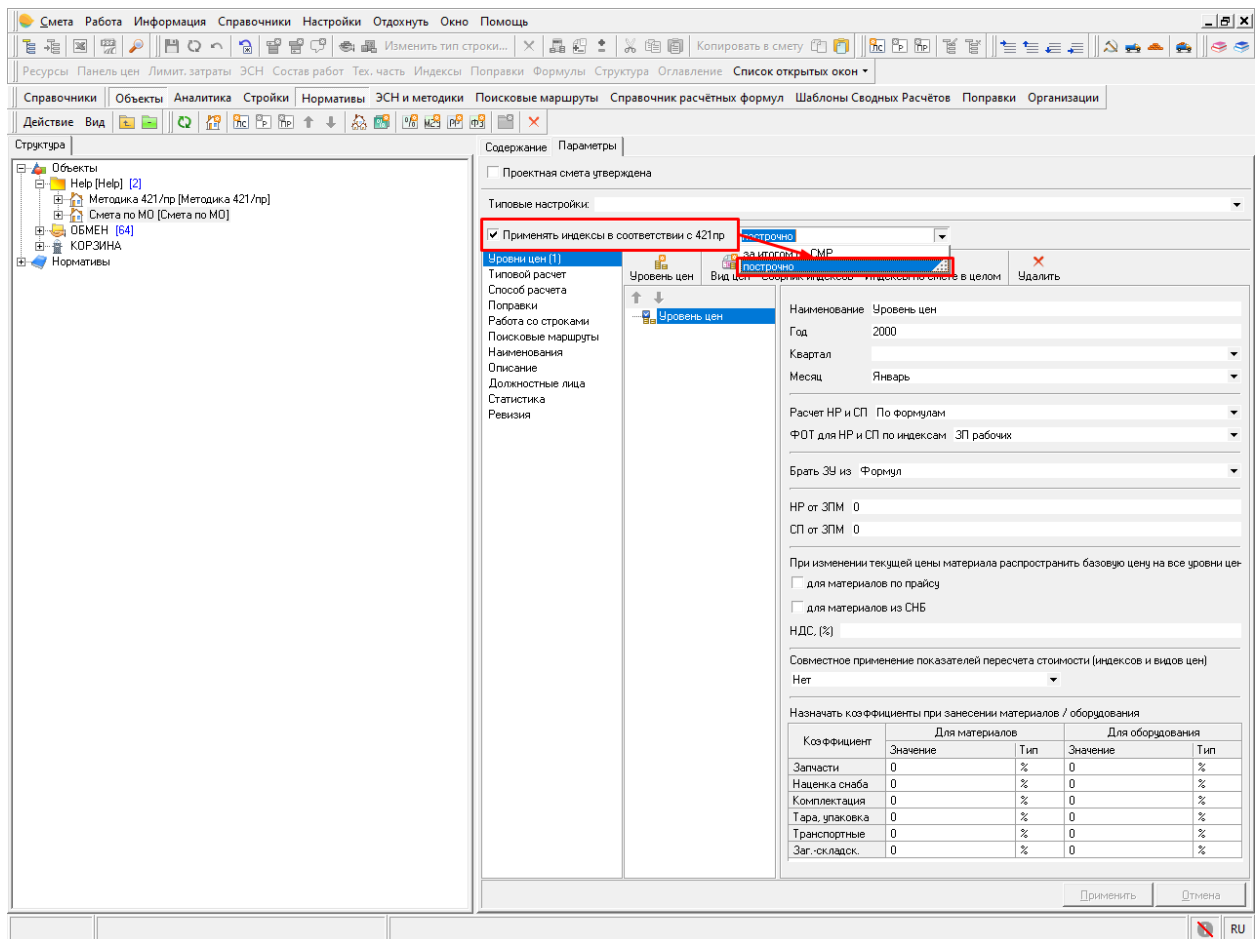 Смета Работа Информация Справочники Настройки Отдохнуть Окно Помощь
Изменить тип строки... Копировать в смету
Ресурсы Панель цен Лимит. затраты ЭСН Состав работ Тех. часть Индексы Поправки Формулы Структура Оглавление Список открытых окон
Справочники Объекты Аналитика Стройки Нормативы ЭСН и методики Поисковые маршруты Справочник расчётных формул Шаблоны Сводных Расчётов Поправки Организации
Действие Вид
Структура
Содержание Параметры
Объекты
Help [Help] [2]
Методика 421/пр [Методика 421/пр]
Смета по МО [Смета по МО]
ОБМЕН [64]
КОРЗИНА
Нормативы
Проектная смета утверждена
Типовые настройки:
Применять индексы в соответствии с 421пр
построчно
СМР
построчно
Уровни цен (1)
Типовой расчет
Способ расчета
Поправки
Работа со строками
Поисковые маршруты
Наименования
Описание
Должностные лица
Статистика
Ревизия
Уровень цен
в целом Удалить
Уровень цен
Наименование Уровень цен
Год 2000
Квартал
Месяц Январь
Расчет НР и СП По формулам
ФОТ для НР и СП по индексам ЗП рабочих
Брать ЗУ из Формул
НР от ЗПМ 0
СП от ЗПМ 0
При изменении текущей цены материала распространить базовую цену на все уровни цен
для материалов по прайсу
для материалов из СНБ
НДС, (%)
Совместное применение показателей пересчета стоимости (индексов и видов цен)
Нет
Назначать коэффициенты при занесении материалов / оборудования
Коэффициент Для материалов Для оборудования
Значение Тип Значение Тип
Запчасти 0 % 0 %
Наценка снаба 0 % 0 %
Комплектация 0 % 0 %
Тара, упаковка 0 % 0 %
Транспортные 0 % 0 %
Заг.-складск. 0 % 0 %
Применить Отмена
RU